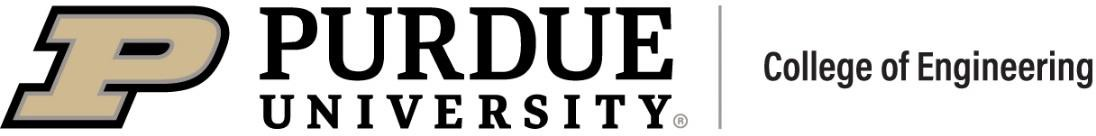 P
PURDUE
UNIVERSITY®
College of Engineering